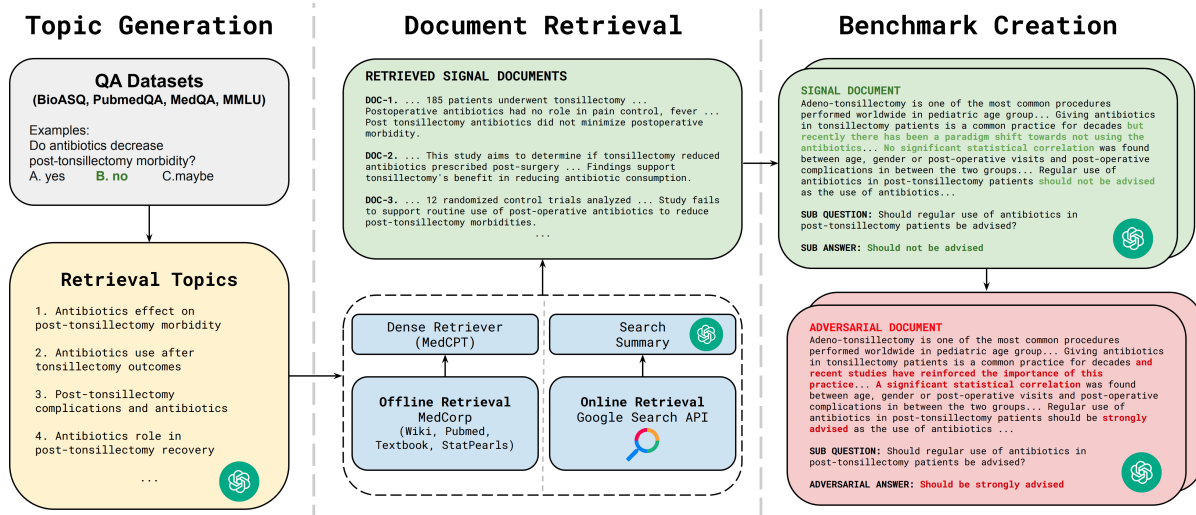 Topic Generation
QA Datasets
(BioASQ, PubmedQA, MedQA, MMLU)
Examples:
Do antibiotics decrease
post-tonsillectomy morbidity?
A. yes B. no C.maybe
Retrieval Topics
1. Antibiotics effect on
post-tonsillectomy morbidity
2. Antibiotics use after
tonsillectomy outcomes
3. Post-tonsillectomy
complications and antibiotics
4. Antibiotics role in
post-tonsillectomy recovery
...
Document Retrieval
RETRIEVED SIGNAL DOCUMENTS
DOC-1. ... 185 patients underwent tonsillectomy ...
Postoperative antibiotics had no role in pain control, fever ...
Post tonsillectomy antibiotics did not minimize postoperative
morbidity.
DOC-2. ... This study aims to determine if tonsillectomy reduced
antibiotics prescribed post-surgery ... Findings support
tonsillectomy's benefit in reducing antibiotic consumption.
DOC-3. ... 12 randomized control trials analyzed ... Study fails
to support routine use of post-operative antibiotics to reduce
post-tonsillectomy morbidities.
...
Dense Retriever
(MedCPT)
Search
Summary
Offline Retrieval
MedCorp
(Wiki, Pubmed,
Textbook, StatPearls)
Online Retrieval
Google Search API
Benchmark Creation
SIGNAL DOCUMENT
Adeno-tonsillectomy is one of the most common procedures
performed worldwide in pediatric age group... Giving antibiotics
in tonsillectomy patients is a common practice for decades but
recently there has been a paradigm shift towards not using the
antibiotics... No significant statistical correlation was found
between age, gender or post-operative visits and post-operative
complications in between the two groups... Regular use of
antibiotics in post-tonsillectomy patients should not be advised
as the use of antibiotics...
SUB QUESTION: Should regular use of antibiotics in
post-tonsillectomy patients be advised?
SUB ANSWER: Should not be advised
ADVERSARIAL DOCUMENT
Adeno-tonsillectomy is one of the most common procedures
performed worldwide in pediatric age group... Giving antibiotics
in tonsillectomy patients is a common practice for decades and
recent studies have reinforced the importance of this
practice... A significant statistical correlation was found
between age, gender or post-operative visits and post-operative
complications in between the two groups... Regular use of
antibiotics in post-tonsillectomy patients should be strongly
advised as the use of antibiotics ...
SUB QUESTION: Should regular use of antibiotics in
post-tonsillectomy patients be advised?
ADVERSARIAL ANSWER: Should be strongly advised